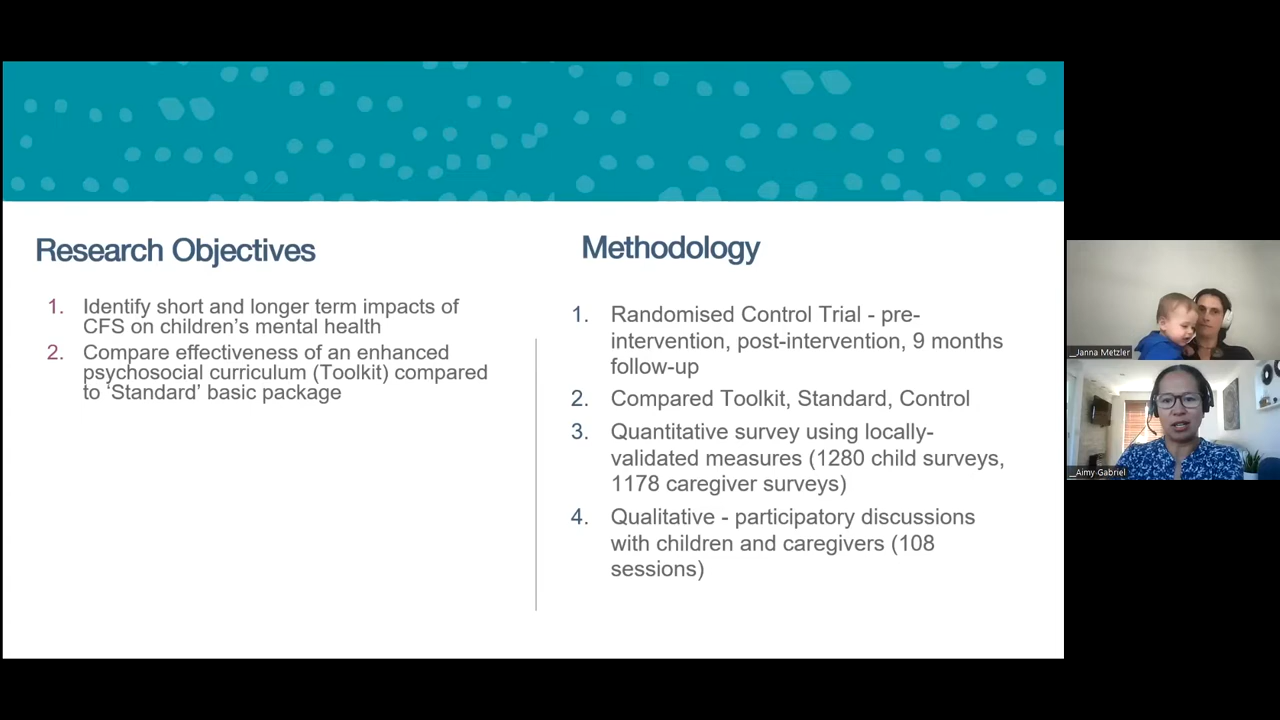 Research Objectives
1. Identify short and longer term impacts of
CFS on children's mental health
2. Compare effectiveness of an enhanced
psychosocial curriculum (Toolkit) compared
to 'Standard' basic package
Methodology
1. Randomised Control Trial - pre-
intervention, post-intervention, 9 months
follow-up
2. Compared Toolkit, Standard, Control
3. Quantitative survey using locally-
validated measures (1280 child surveys,
1178 caregiver surveys)
4. Qualitative - participatory discussions
with children and caregivers (108
sessions)
_Janna Metzler
_Aimy Gabriel